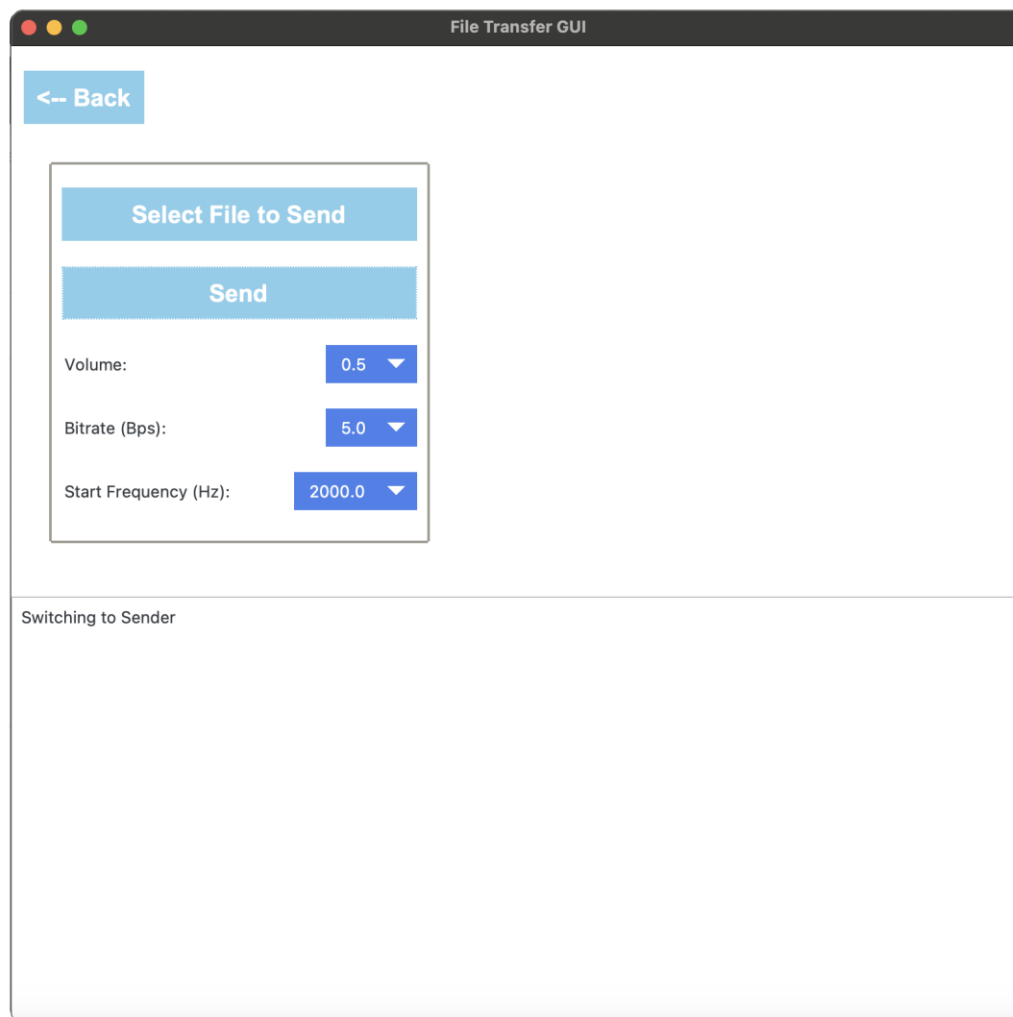 File Transfer GUI
<-- Back
Select File to Send
Send
Volume: 0.5
Bitrate (Bps): 5.0
Start Frequency (Hz): 2000.0
Switching to Sender